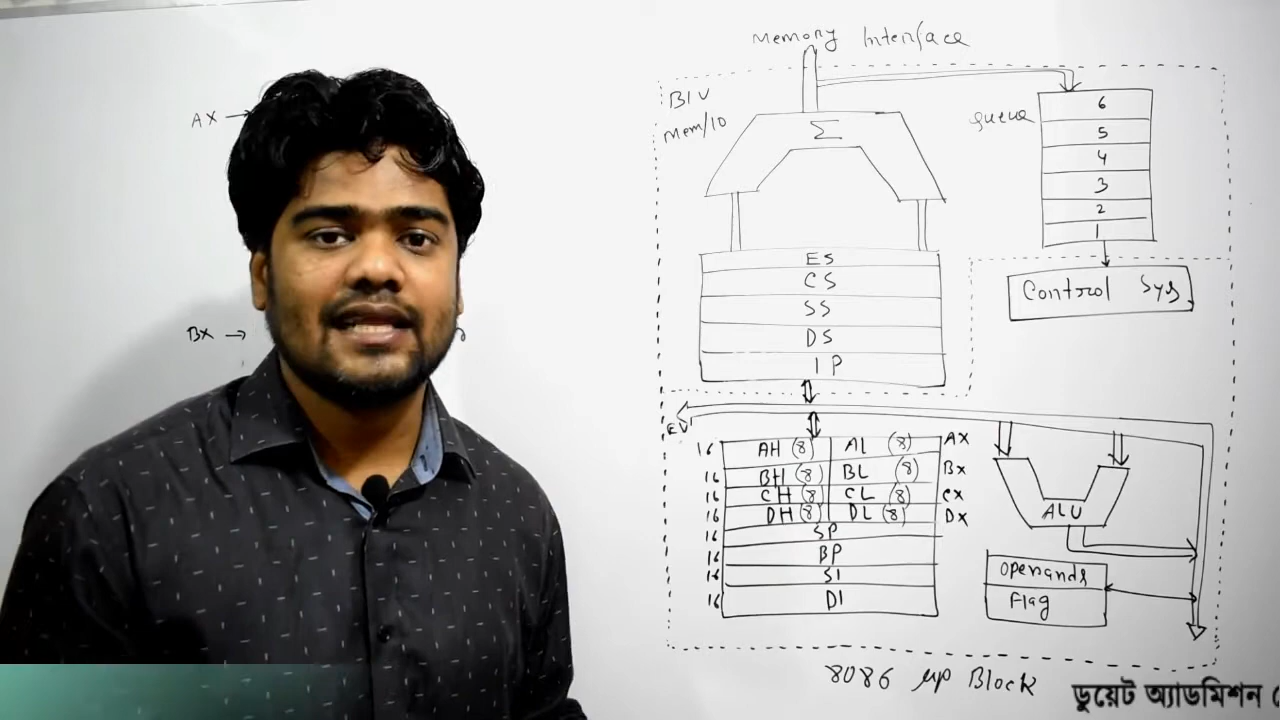 Memory Interface
BIU
Mem/IO
Σ
queue
6
5
4
3
2
1
Control Sys
AX →
BX →
ES
CS
SS
DS
IP
EU
16 AH (8) AL (8) AX
16 BH (8) BL (8) BX
16 CH (8) CL (8) CX
16 DH (8) DL (8) DX
16 SP
16 BP
16 SI
16 DI
ALU
Operands
Flag
8086 μp Block
ডুয়েট অ্যাডমিশন